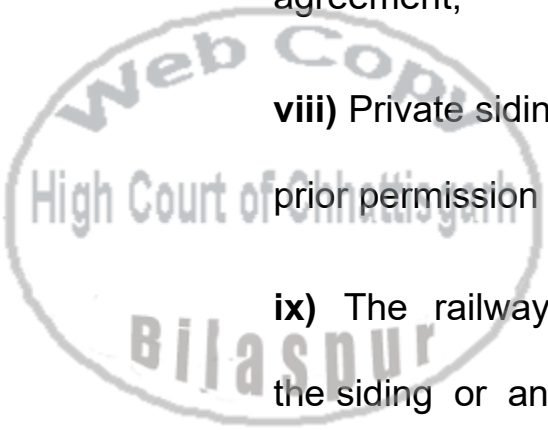 agreement;
Web Copy
viii) Private sidin
High Court of Chhattisgarh
prior permission
ix) The railway
Bilaspur
the siding or an